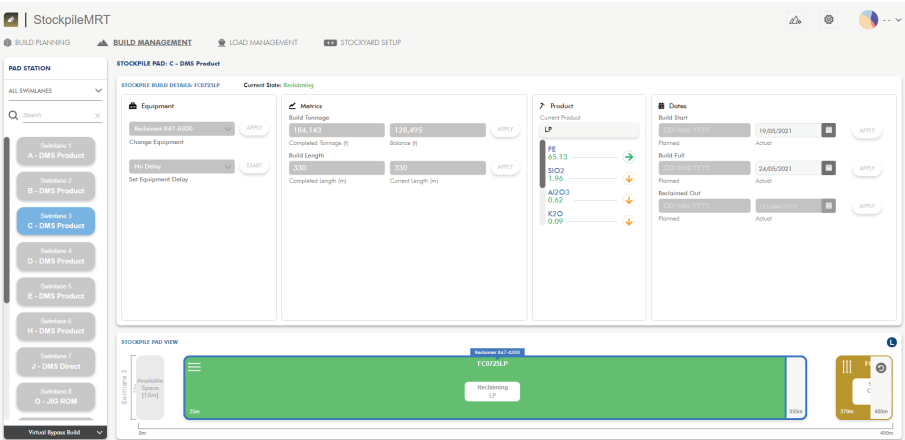 StockpileMRT
--
BUILD PLANNING
BUILD MANAGEMENT
LOAD MANAGEMENT
STOCKYARD SETUP
PAD STATION
ALL SWIMLANES
Search
Swimlane 1
A - DMS Product
Swimlane 2
B - DMS Product
Swimlane 3
C - DMS Product
Swimlane 4
D - DMS Product
Swimlane 5
E - DMS Product
Swimlane 6
H - DMS Product
Swimlane 7
J - DMS Direct
Swimlane 8
O - JIG ROM
Virtual Bypass Build
STOCKPILE PAD: C - DMS Product
STOCKPILE BUILD DETAILS: FC0725LP
Current State: Reclaiming
Equipment
Reclaimer 847-6300
APPLY
Change Equipment
No Delay
START
Set Equipment Delay
Metrics
Build Tonnage
184,143
128,495
APPLY
Completed Tonnage (t)
Balance (t)
Build Length
330
330
APPLY
Completed Length (m)
Current Length (m)
Product
Current Product
LP
FE
65.13
SIO2
1.96
Al2O3
0.62
K2O
0.09
Dates
Build Start
DD/MM/YYYY
19/05/2021
APPLY
Planned
Actual
Build Full
DD/MM/YYYY
24/05/2021
APPLY
Planned
Actual
Reclaimed Out
DD/MM/YYYY
DD/MM/YYYY
APPLY
Planned
Actual
STOCKPILE PAD VIEW
L
Swimlane 3
Available
Space
(15m)
Reclaimer 847-6300
FC0725LP
Reclaiming
LP
25m
355m
370m
400m
0m
400m